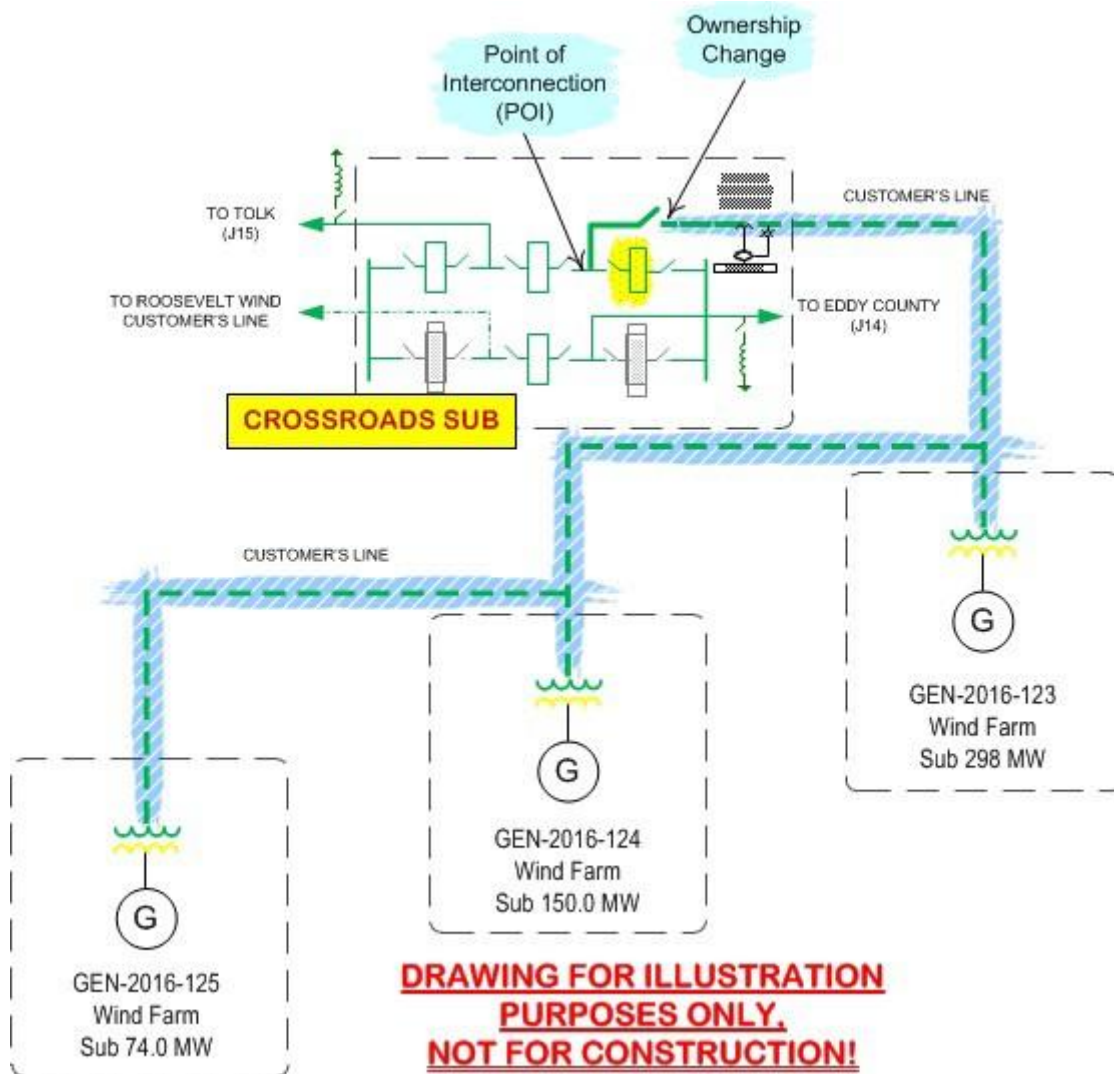 Ownership
Change
Point of
Interconnection
(POI)
CUSTOMER'S LINE
TO TOLK
(J15)
TO ROOSEVELT WIND
CUSTOMER'S LINE
TO EDDY COUNTY
(J14)
CROSSROADS SUB
CUSTOMER'S LINE
G
GEN-2016-123
Wind Farm
Sub 298 MW
G
GEN-2016-124
Wind Farm
Sub 150.0 MW
G
GEN-2016-125
Wind Farm
Sub 74.0 MW
DRAWING FOR ILLUSTRATION
PURPOSES ONLY.
NOT FOR CONSTRUCTION!